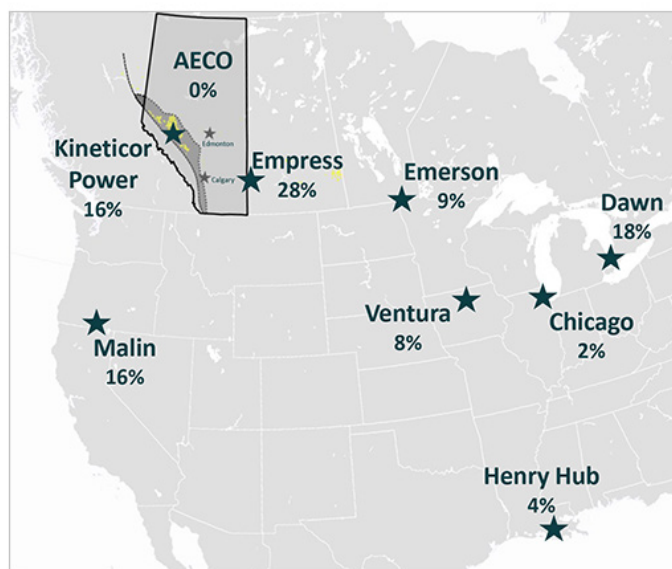 AECO
0%
Edmonton
Kineticor
Power
16%
Calgary
Empress
28%
Emerson
9%
Dawn
18%
Ventura
8%
Chicago
2%
Malin
16%
Henry Hub
4%